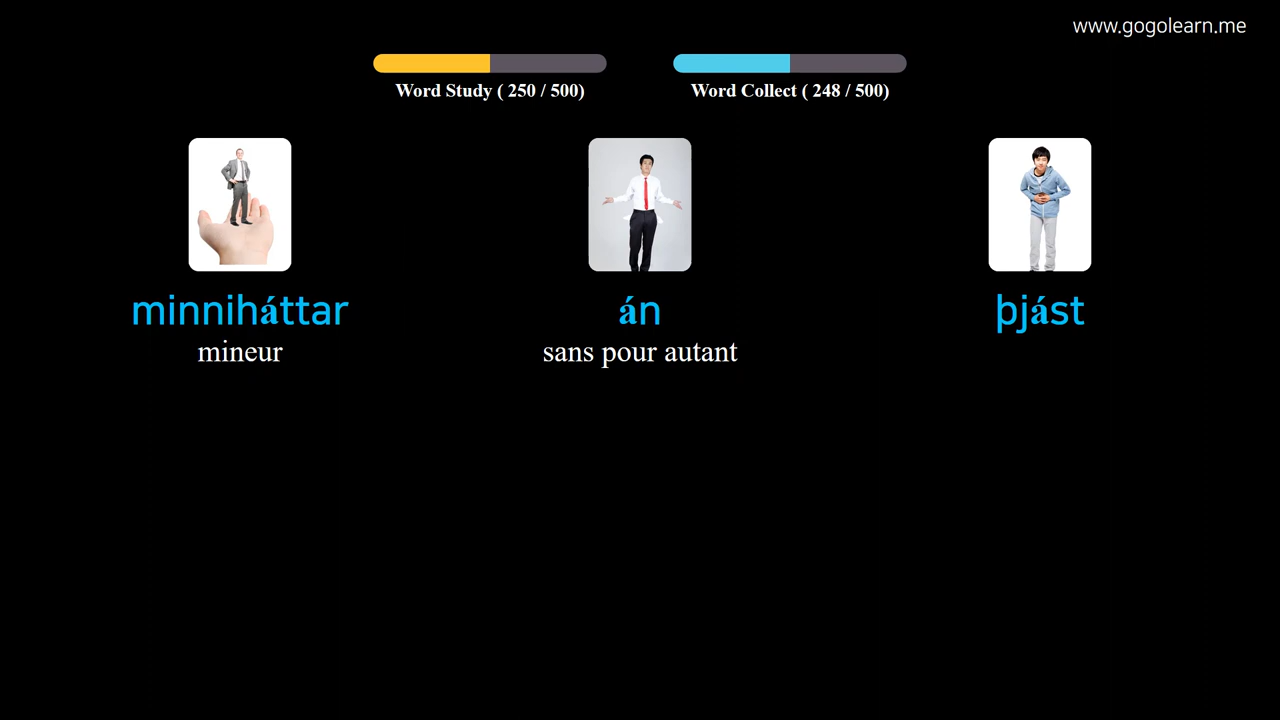 www.gogolearn.me
Word Study ( 250 / 500)
Word Collect ( 248 / 500)
minniháttar
án
þjást
mineur
sans pour autant